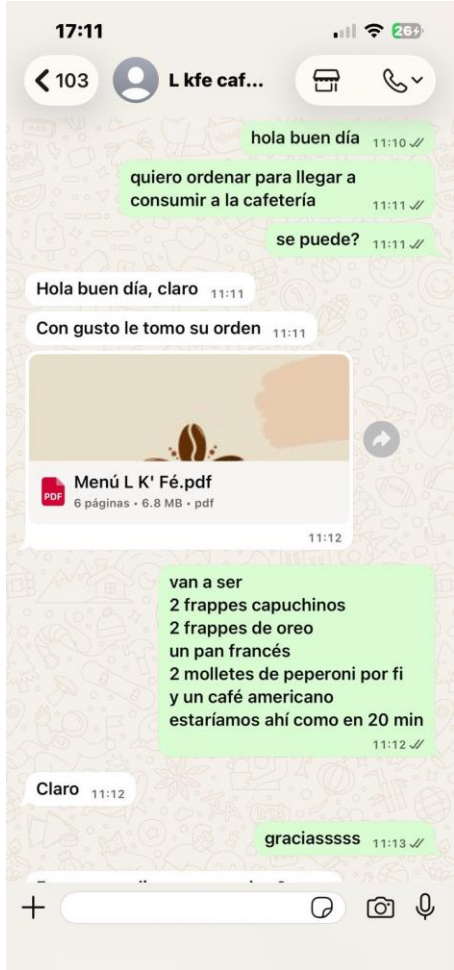 17:11
26
103
L kfe caf...
hola buen día 11:10
quiero ordenar para llegar a
consumir a la cafetería 11:11
se puede? 11:11
Hola buen día, claro 11:11
Con gusto le tomo su orden 11:11
PDF
Menú L K' Fé.pdf
6 páginas • 6.8 MB • pdf
11:12
van a ser
2 frappes capuchinos
2 frappes de oreo
un pan francés
2 molletes de peperoni por fi
y un café americano
estaríamos ahí como en 20 min
11:12
Claro 11:12
graciasssss 11:13